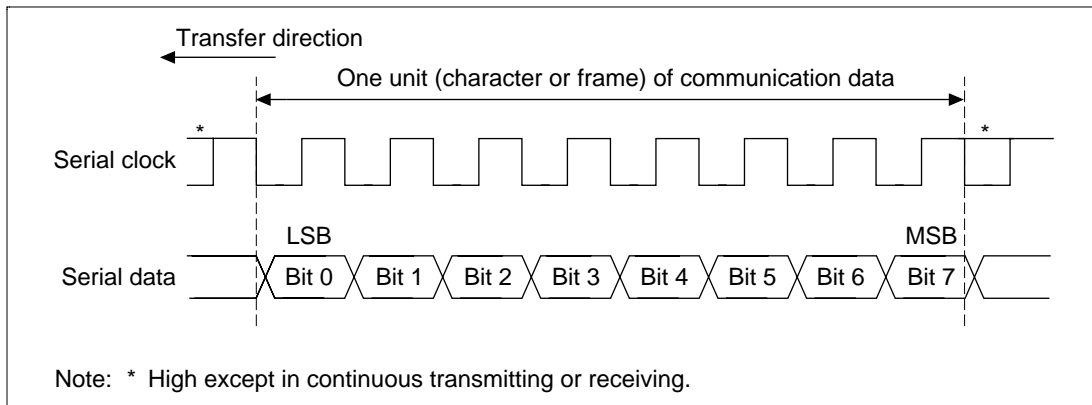 Transfer direction
One unit (character or frame) of communication data
* *
Serial clock
LSB MSB
Serial data Bit 0 Bit 1 Bit 2 Bit 3 Bit 4 Bit 5 Bit 6 Bit 7
Note: * High except in continuous transmitting or receiving.